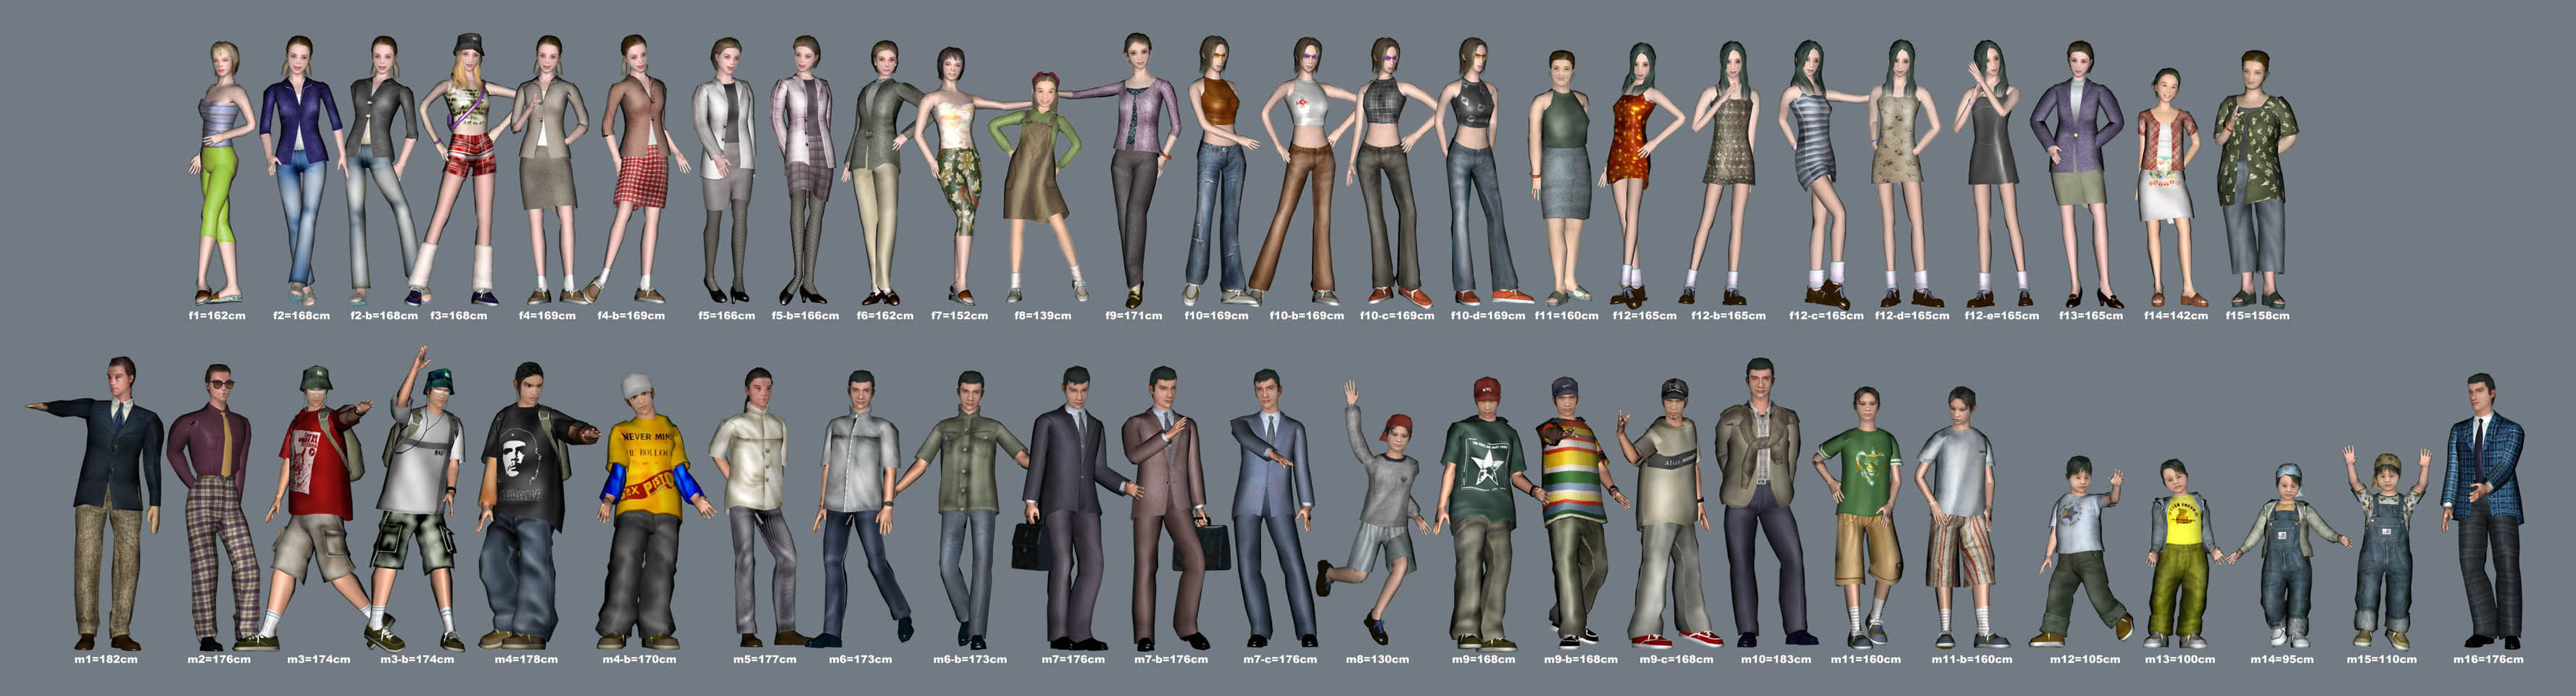 f1=162cm f2=168cm f2-b=168cm f3=168cm f4=169cm f4-b=169cm f5=166cm f5-b=166cm f6=162cm f7=152cm f8=139cm f9=171cm f10=169cm f10-b=169cm f10-c=169cm f10-d=169cm f11=160cm f12=165cm f12-b=165cm f12-c=165cm f12-d=165cm f12-e=165cm f13=165cm f14=142cm f15=158cm
NEVER MIND
m1=182cm m2=176cm m3=174cm m3-b=174cm m4=178cm m4-b=170cm m5=177cm m6=173cm m6-b=173cm m7=176cm m7-b=176cm m7-c=176cm m8=130cm m9=168cm m9-b=168cm m9-c=168cm m10=183cm m11=160cm m11-b=160cm m12=105cm m13=100cm m14=95cm m15=110cm m16=176cm